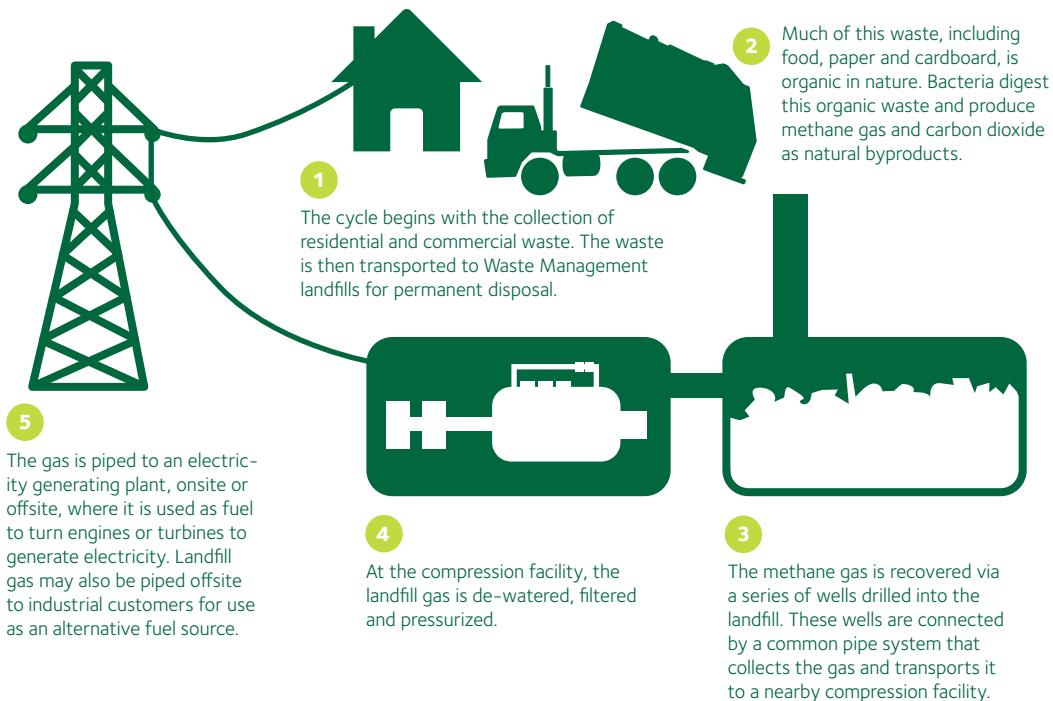 1
The cycle begins with the collection of
residential and commercial waste. The waste
is then transported to Waste Management
landfills for permanent disposal.
2
Much of this waste, including
food, paper and cardboard, is
organic in nature. Bacteria digest
this organic waste and produce
methane gas and carbon dioxide
as natural byproducts.
3
The methane gas is recovered via
a series of wells drilled into the
landfill. These wells are connected
by a common pipe system that
collects the gas and transports it
to a nearby compression facility.
4
At the compression facility, the
landfill gas is de-watered, filtered
and pressurized.
5
The gas is piped to an electric-
ity generating plant, onsite or
offsite, where it is used as fuel
to turn engines or turbines to
generate electricity. Landfill
gas may also be piped offsite
to industrial customers for use
as an alternative fuel source.